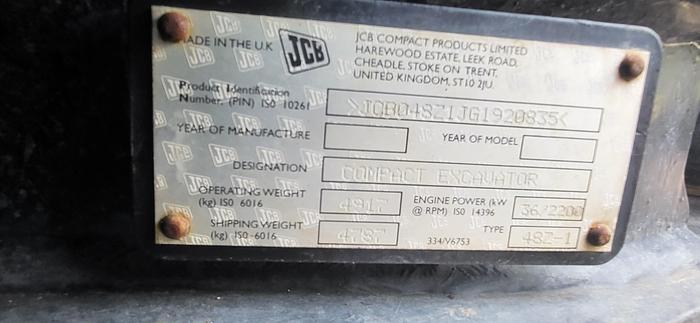 MADE IN THE U.K
JCB
JCB COMPACT PRODUCTS LIMITED
HAREWOOD ESTATE, LEEK ROAD,
CHEADLE, STOKE ON TRENT,
UNITED KINGDOM, ST10 2JU.
Product Identification
Number. (PIN) ISO 10261
>JCB048Z1JG1920835<
YEAR OF MANUFACTURE
YEAR OF MODEL
DESIGNATION
COMPACT EXCAVATOR
OPERATING WEIGHT
(kg) ISO 6016
4917
ENGINE POWER (kW
@ RPM) ISO 14396
36/2200
SHIPPING WEIGHT
(kg) ISO 6016
4787
334/V6753
TYPE
48Z-1